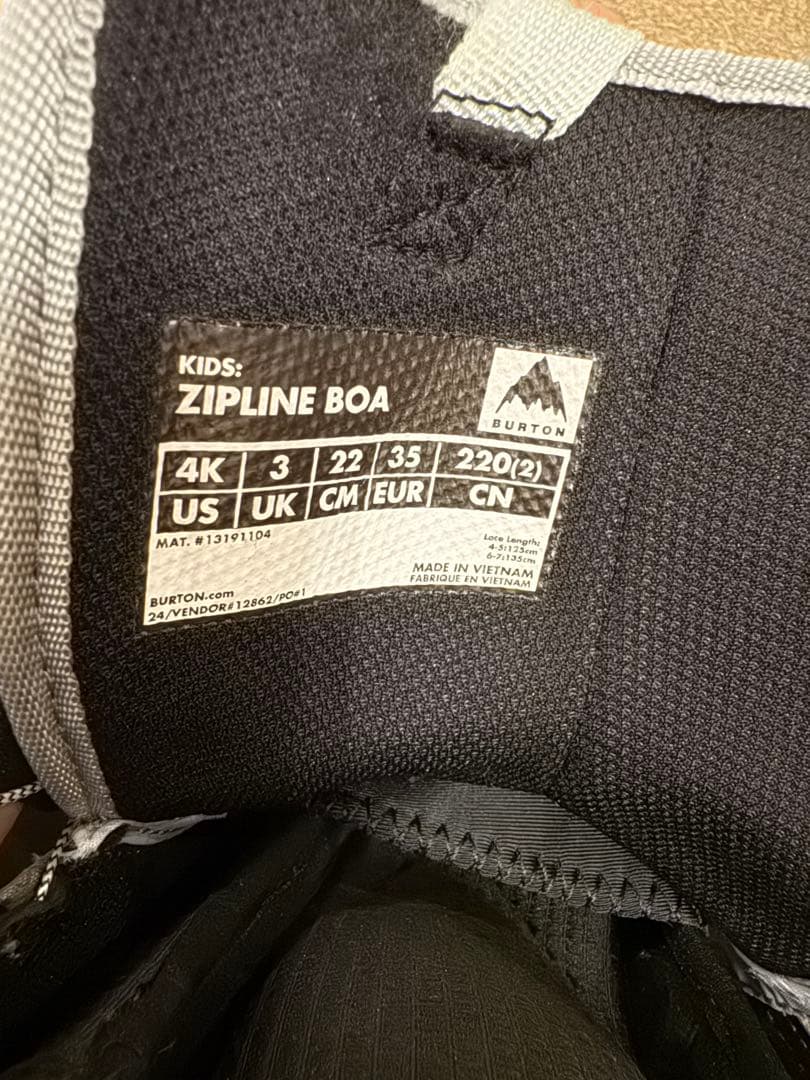 KIDS:
ZIPLINE BOA
BURTON
4K 3 22 35 220(2)
US UK CM EUR CN
MAT. #13191104
Lace Length:
4-5:125cm
6-7:135cm
MADE IN VIETNAM
FABRIQUE EN VIETNAM
BURTON.com
24/VENDOR#12862/PO#1